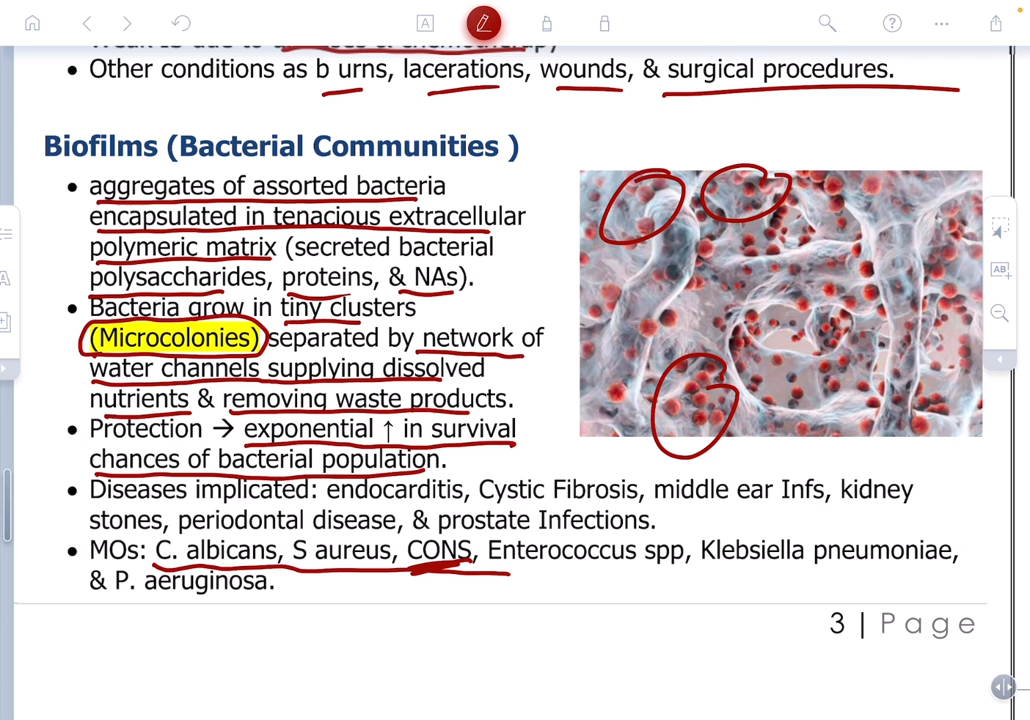 • Other conditions as b urns, lacerations, wounds, & surgical procedures.
Biofilms (Bacterial Communities )
• aggregates of assorted bacteria
encapsulated in tenacious extracellular
polymeric matrix (secreted bacterial
polysaccharides, proteins, & NAs).
• Bacteria grow in tiny clusters
(Microcolonies) separated by network of
water channels supplying dissolved
nutrients & removing waste products.
• Protection → exponential ↑ in survival
chances of bacterial population.
• Diseases implicated: endocarditis, Cystic Fibrosis, middle ear Infs, kidney
stones, periodontal disease, & prostate Infections.
• MOs: C. albicans, S aureus, CONS, Enterococcus spp, Klebsiella pneumoniae,
& P. aeruginosa.
3 | Page